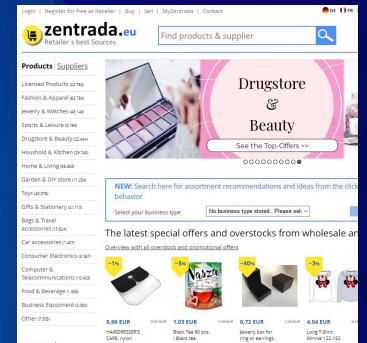 Login | Register for free as Reseller | Buy | Sell | MyZentrada | Contact
DE FR
zentrada.eu
Retailer's best Sources
Find products & supplier
Products Suppliers
Licensed Products
Fashion & Apparel
Jewelry & Watches
Sports & Leisure
Drugstore & Beauty
Houshold & Kitchen
Home & Living
Garden & DIY store
Toys
Gifts & Stationery
Bags & Travel
accessories
Car accessories
Consumer Electronics
Computer &
Telecommunications
Food & Beverage
Business Equipment
Other
Drugstore
&
Beauty
See the Top-Offers >>
NEW: Search here for assortment recommendations and ideas from the click
behavior
Select your business type
No business type stored.. Please sele
The latest special offers and overstocks from wholesale an
Overview with all overstock and promotional offers
-1%
-5%
-40%
-3%
Nasza
0,96 EUR
1,03 EUR
0,72 EUR
4,04 EUR
HAIRDRESSER'S
CAPE, nylon
Black Tea 90 pcs.
/ Black tea
Jewelry box for
ring or earrings.
Long T-Shirt
Minnie 122-152